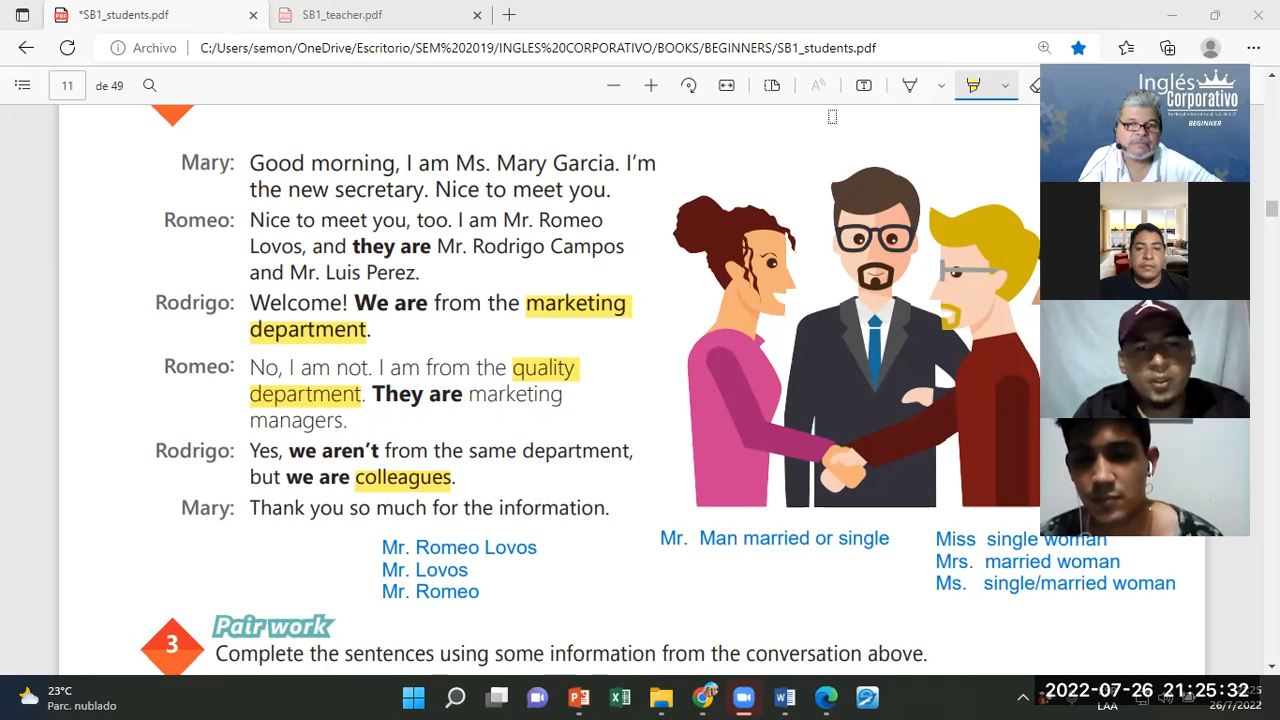 *SB1_students.pdf
SB1_teacher.pdf
Archivo
C:/Users/semon/OneDrive/Escritorio/SEM%202019/INGLES%20CORPORATIVO/BOOKS/BEGINNERS/SB1_students.pdf
11
de 49
Inglés
Corporativo
BEGINNER
Mary: Good morning, I am Ms. Mary Garcia. I'm
the new secretary. Nice to meet you.
Romeo: Nice to meet you, too. I am Mr. Romeo
Lovos, and they are Mr. Rodrigo Campos
and Mr. Luis Perez.
Rodrigo: Welcome! We are from the marketing
department.
Romeo: No, I am not. I am from the quality
department. They are marketing
managers.
Rodrigo: Yes, we aren't from the same department,
but we are colleagues.
Mary: Thank you so much for the information.
Mr. Romeo Lovos
Mr. Lovos
Mr. Romeo
Mr. Man married or single
Miss single woman
Mrs. married woman
Ms. single/married woman
3
Pair work
Complete the sentences using some information from the conversation above.
23°C
Parc. nublado
LAA
2022-07-26 21:25:32
26/7/2022